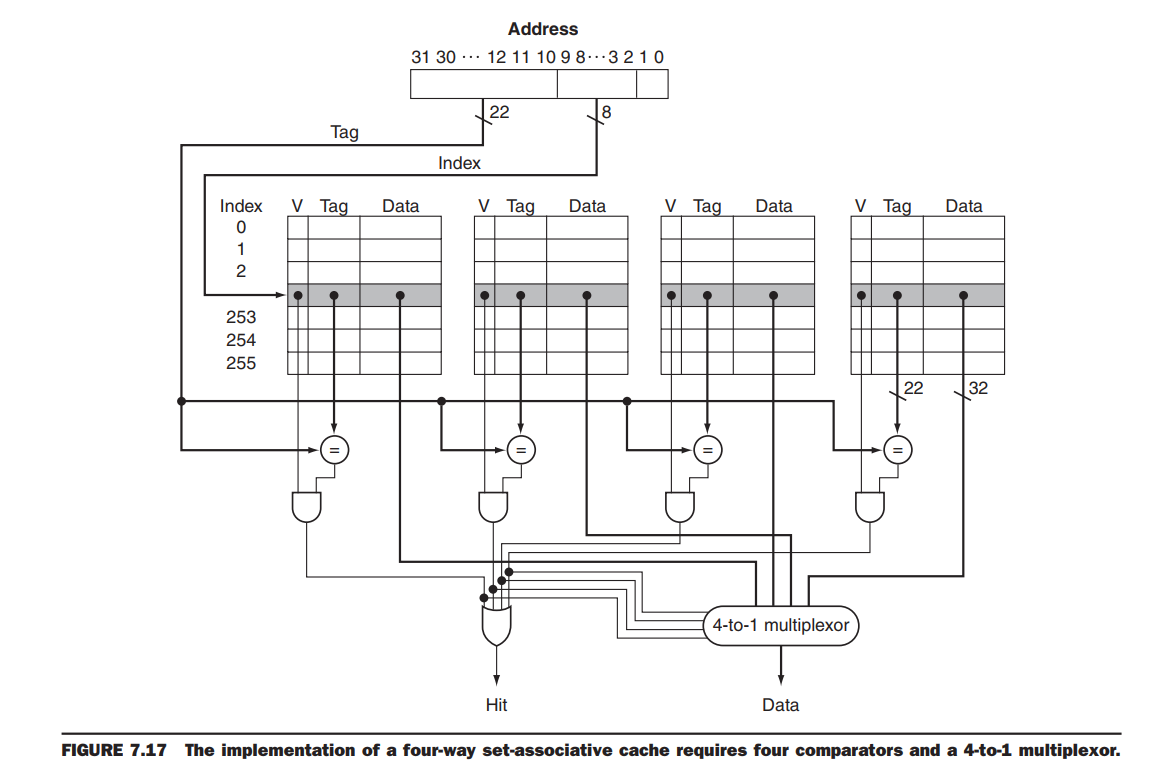 Address
31 30 ··· 12 11 10 9 8···3 2 1 0
22
8
Tag
Index
Index V Tag Data V Tag Data V Tag Data V Tag Data
0
1
2
253
254
255
22 32
= = = =
4-to-1 multiplexor
Hit Data
FIGURE 7.17 The implementation of a four-way set-associative cache requires four comparators and a 4-to-1 multiplexor.